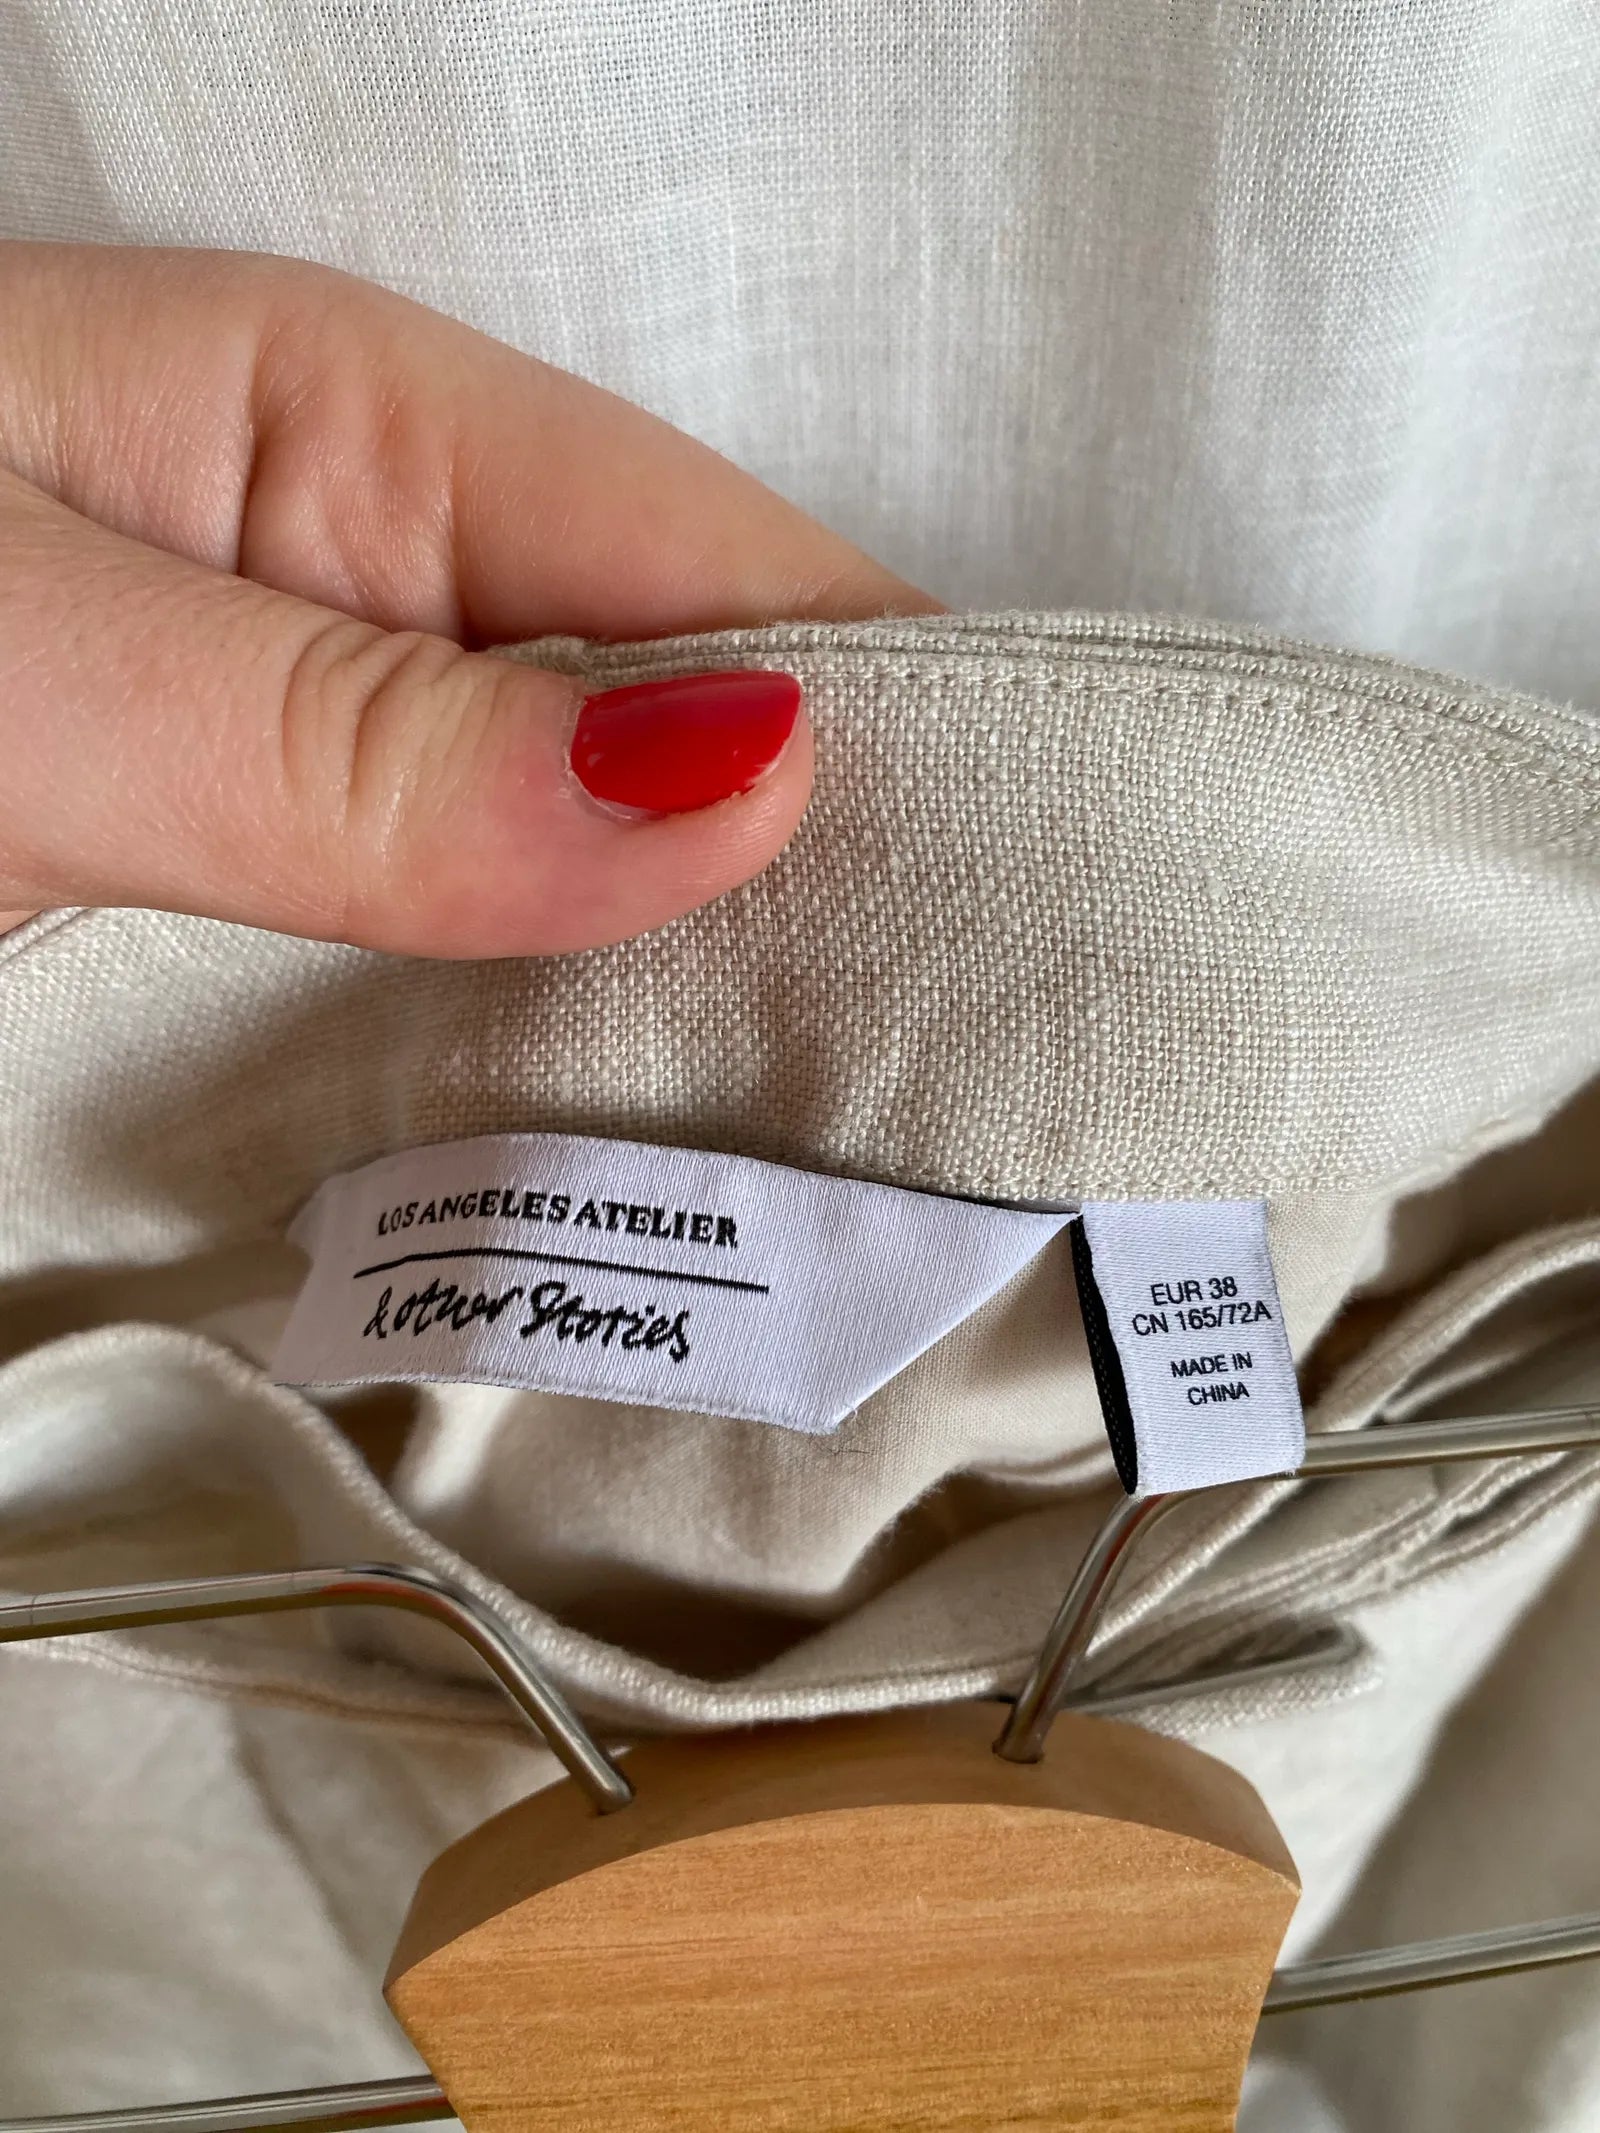 LOS ANGELES ATELIER
& other Stories
EUR 38
CN 165/72A
MADE IN
CHINA